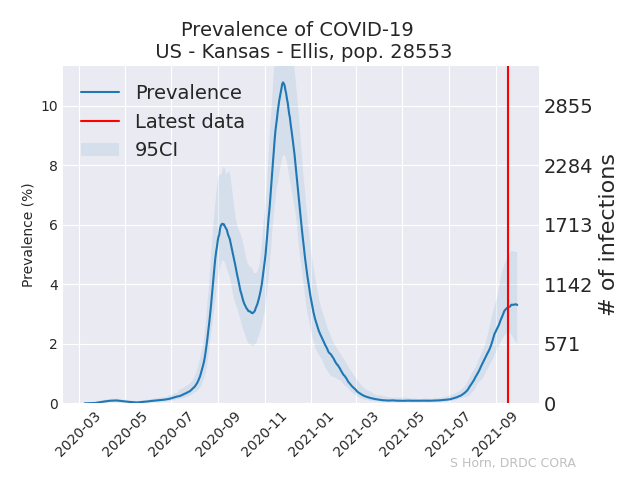 Prevalence of COVID-19
US - Kansas - Ellis, pop. 28553
Prevalence
Latest data
95CI
Prevalence (%)
10
8
6
4
2
0
2855
2284
1713
1142
571
0
# of infections
2020-03
2020-05
2020-07
2020-09
2020-11
2021-01
2021-03
2021-05
2021-07
2021-09
S Horn, DRDC CORA